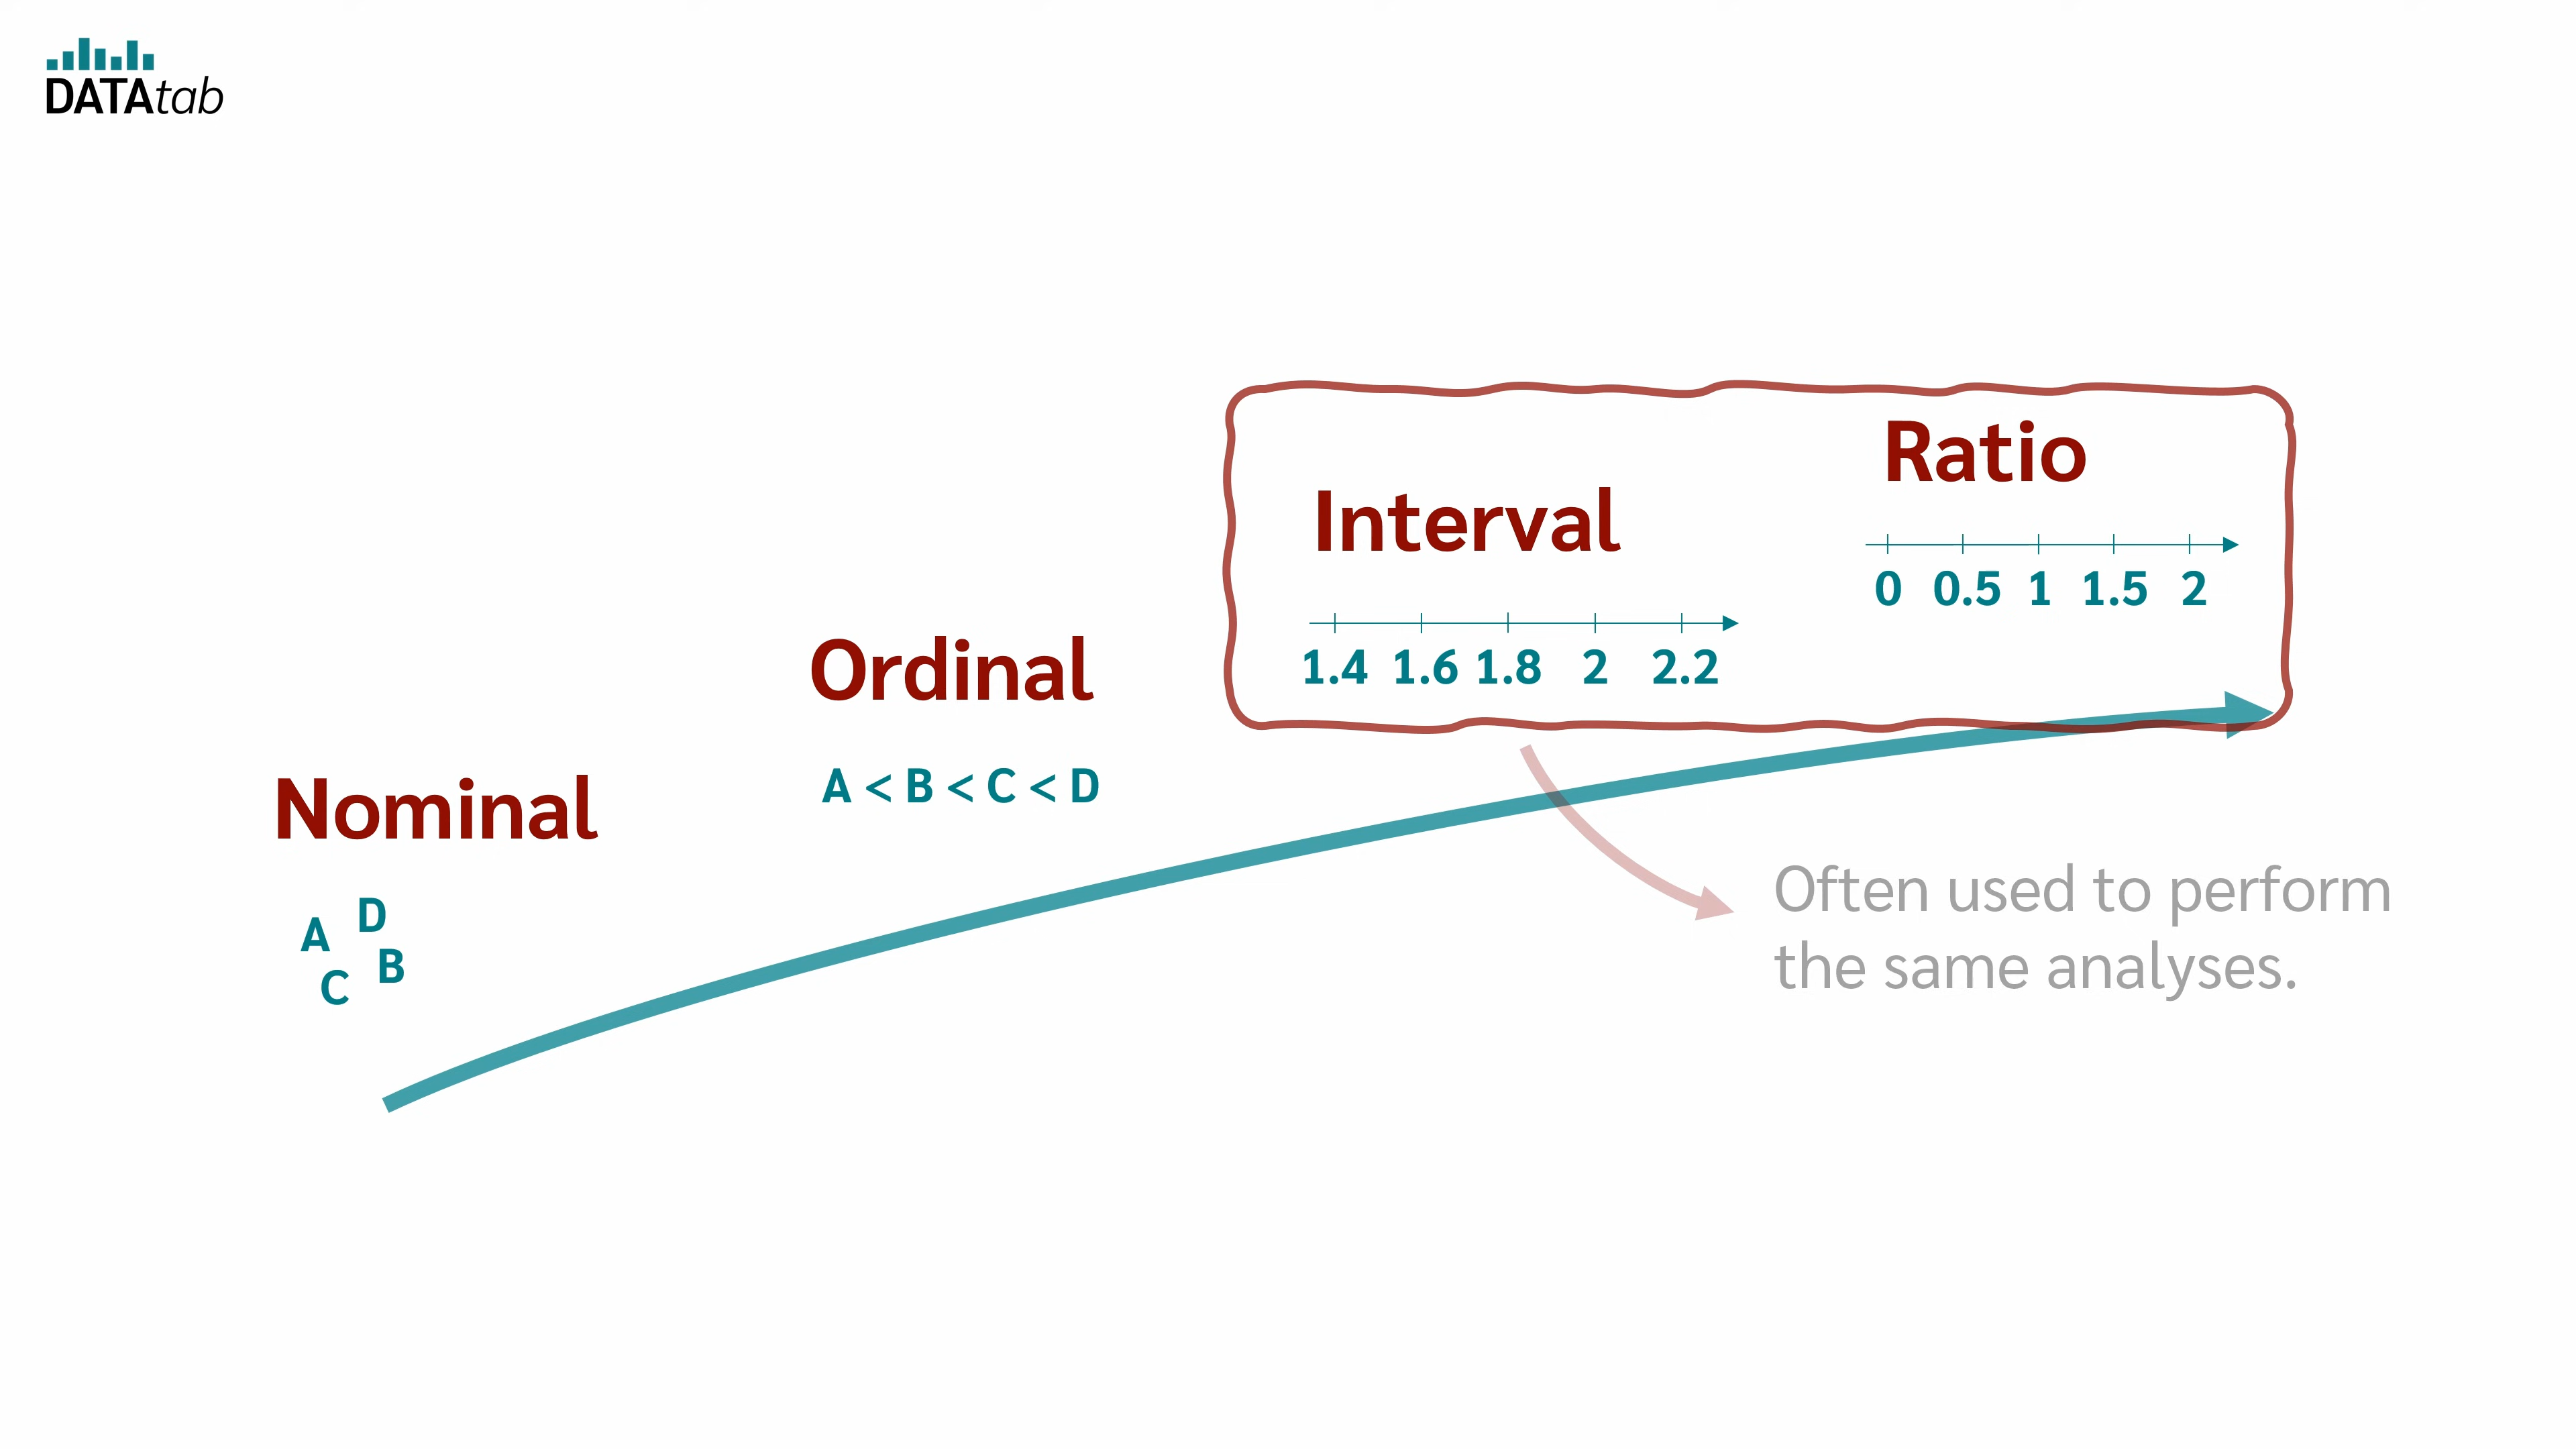 DATAtab
Ratio
0 0.5 1 1.5 2
Interval
1.4 1.6 1.8 2 2.2
Ordinal
A < B < C < D
Nominal
A D
C B
Often used to perform
the same analyses.